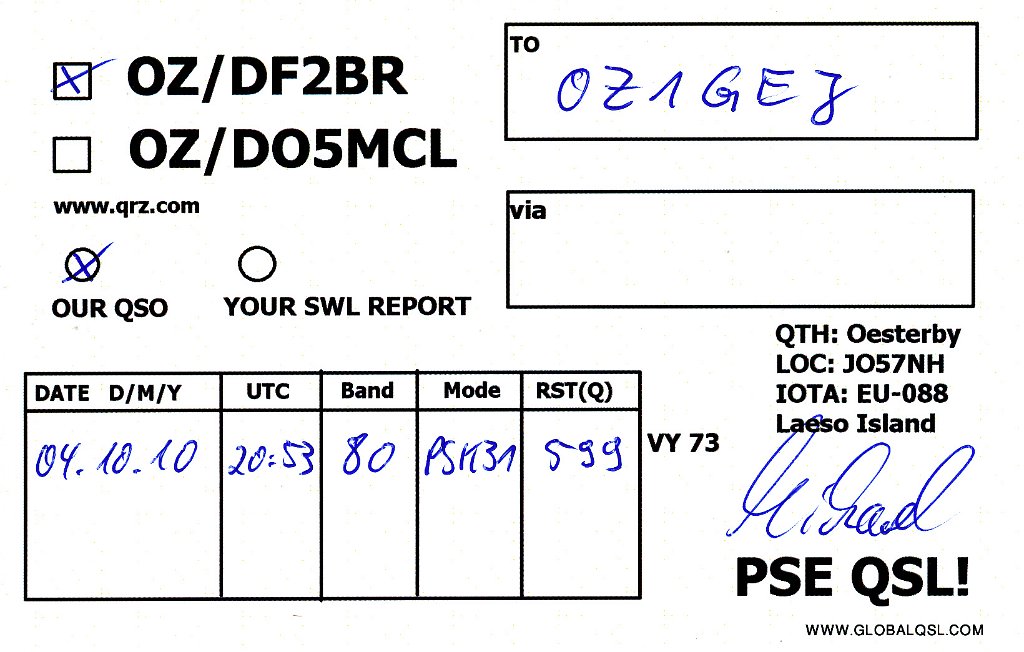 OZ/DF2BR
OZ/DO5MCL
www.qrz.com
OUR QSO
YOUR SWL REPORT
TO
OZ1GEJ
via
QTH: Oesterby
LOC: JO57NH
IOTA: EU-088
Laeso Island
DATE D/M/Y UTC Band Mode RST(Q)
04.10.10 20:53 80 PSK31 599
VY 73
Michael
PSE QSL!
WWW.GLOBALQSL.COM